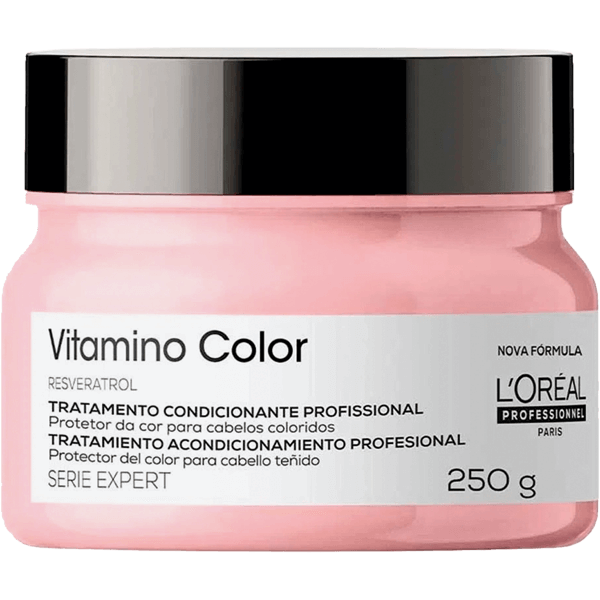 Vitamino Color
RESVERATROL
TRATAMENTO CONDICIONANTE PROFISSIONAL
Protetor da cor para cabelos coloridos
TRATAMIENTO ACONDICIONAMIENTO PROFESIONAL
Protector del color para cabello teñido
SERIE EXPERT
250 g
NOVA FÓRMULA
L'ORÉAL
PROFESSIONNEL
PARIS